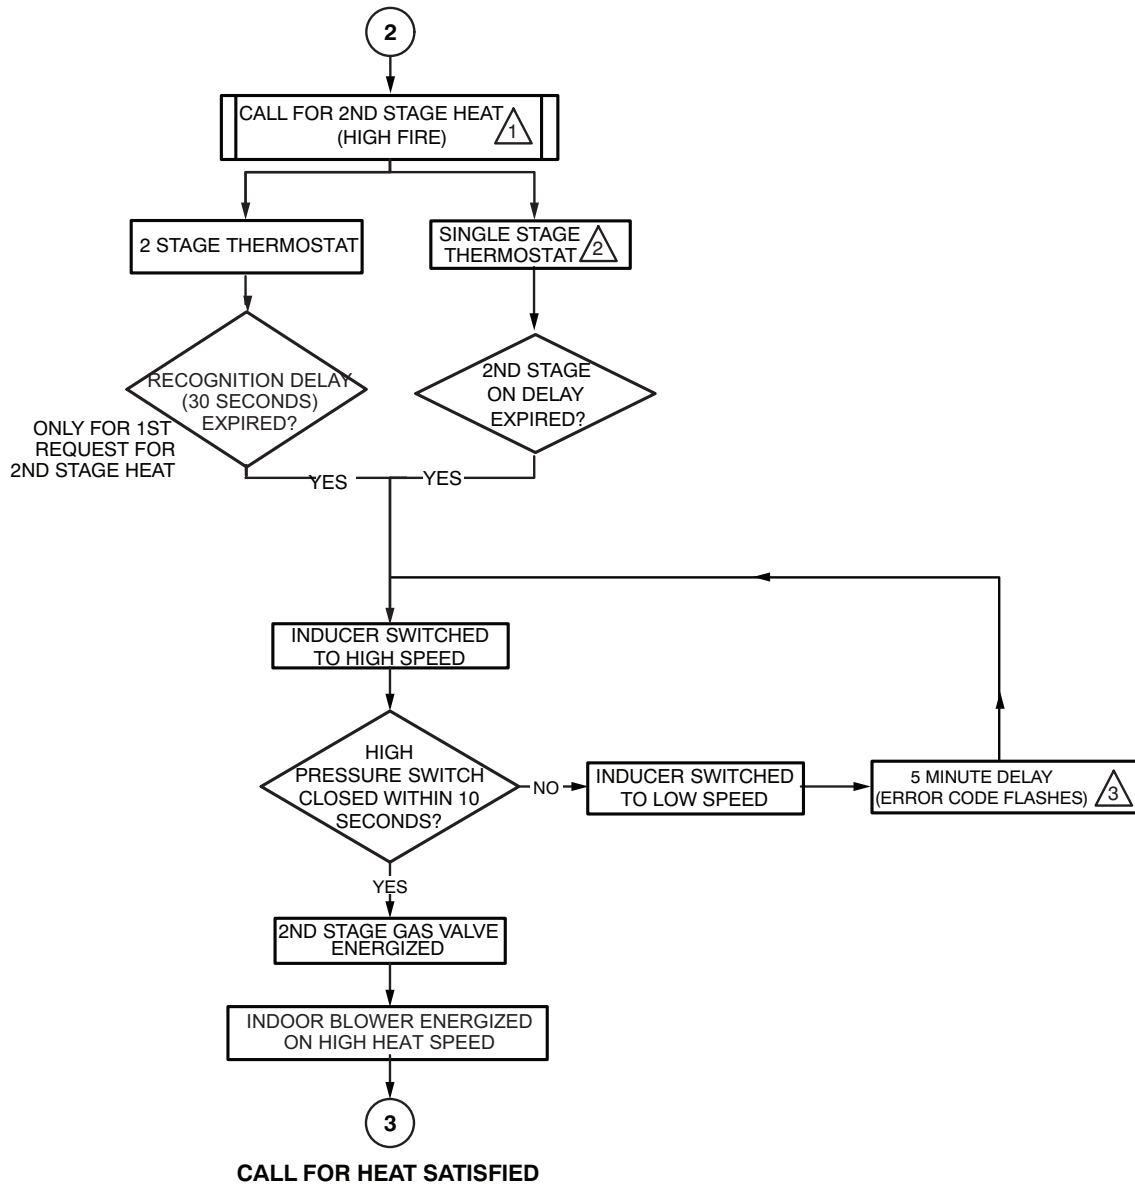 2
CALL FOR 2ND STAGE HEAT
(HIGH FIRE)
1
2 STAGE THERMOSTAT
SINGLE STAGE
THERMOSTAT
2
RECOGNITION DELAY
(30 SECONDS)
EXPIRED?
ONLY FOR 1ST
REQUEST FOR
2ND STAGE HEAT
2ND STAGE
ON DELAY
EXPIRED?
YES
YES
INDUCER SWITCHED
TO HIGH SPEED
HIGH
PRESSURE SWITCH
CLOSED WITHIN 10
SECONDS?
NO
INDUCER SWITCHED
TO LOW SPEED
5 MINUTE DELAY
(ERROR CODE FLASHES)
3
YES
2ND STAGE GAS VALVE
ENERGIZED
INDOOR BLOWER ENERGIZED
ON HIGH HEAT SPEED
3
CALL FOR HEAT SATISFIED